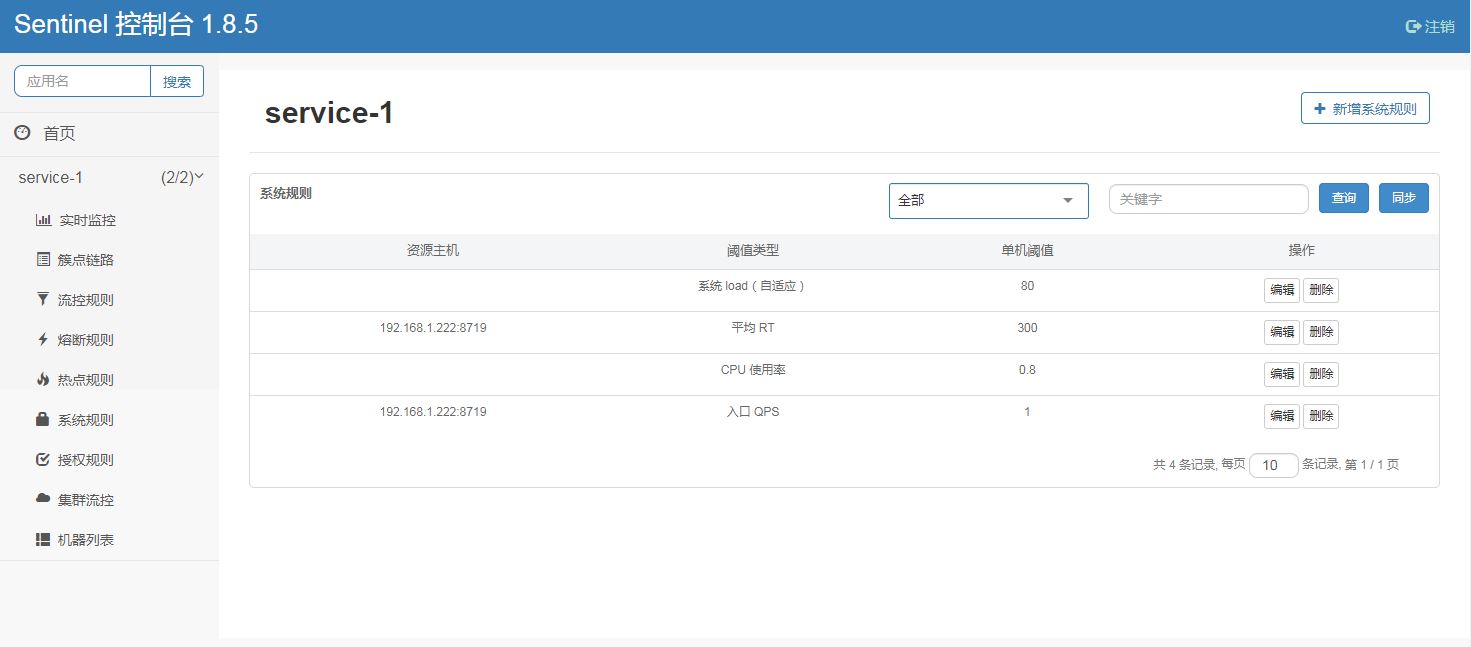 Sentinel 控制台 1.8.5
注销
应用名 搜索
首页
service-1 (2/2)
实时监控
簇点链路
流控规则
熔断规则
热点规则
系统规则
授权规则
集群流控
机器列表
service-1
新增系统规则
系统规则 全部 关键字 查询 同步
资源主机 阈值类型 单机阈值 操作
系统 load（自适应） 80 编辑 删除
192.168.1.222:8719 平均 RT 300 编辑 删除
CPU 使用率 0.8 编辑 删除
192.168.1.222:8719 入口 QPS 1 编辑 删除
共 4 条记录, 每页 10 条记录, 第 1 / 1 页